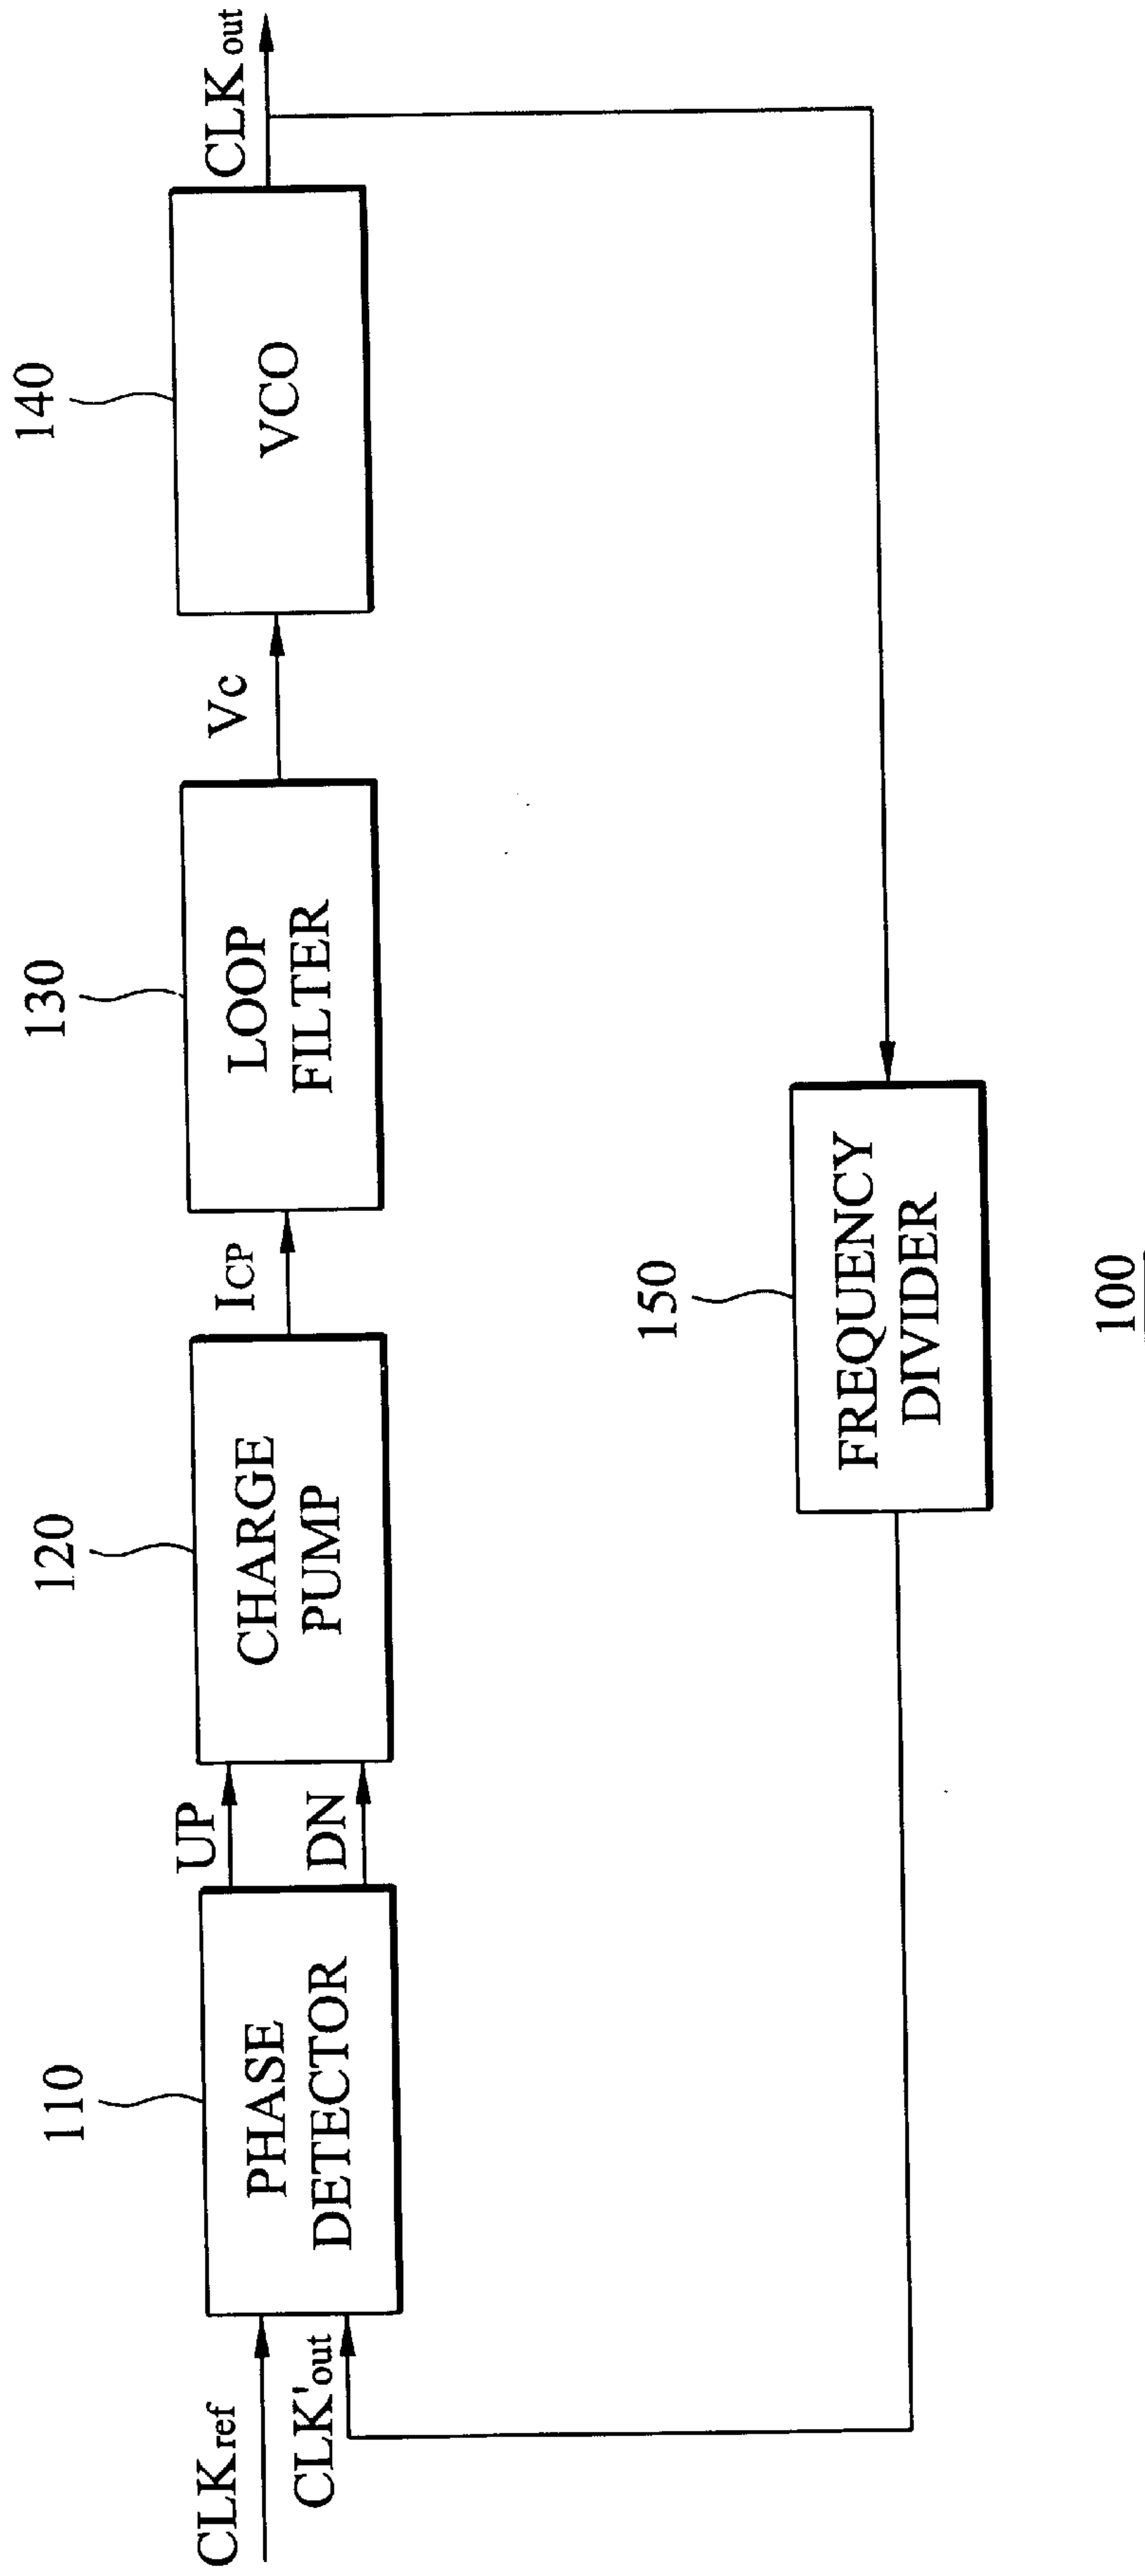 110
120
130
140
CLKref
CLK'out
PHASE
DETECTOR
UP
DN
CHARGE
PUMP
ICP
LOOP
FILTER
Vc
VCO
CLKout
150
FREQUENCY
DIVIDER
100